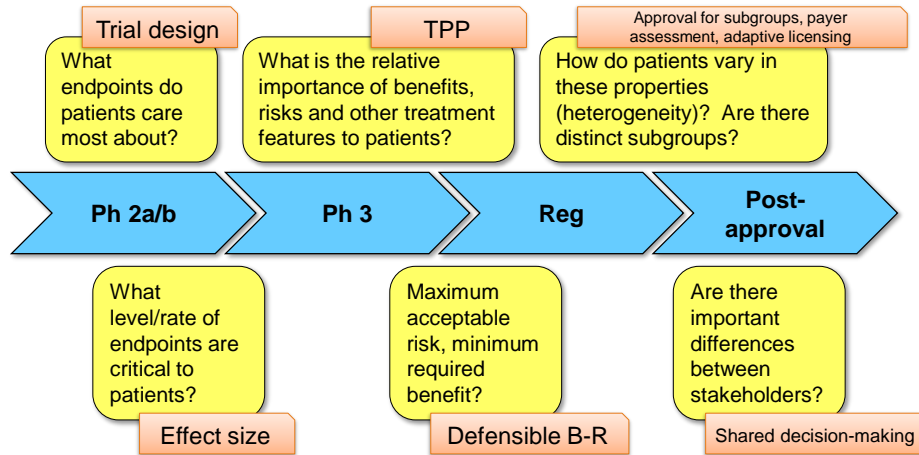 Trial design
What
endpoints do
patients care
most about?
TPP
What is the relative
importance of benefits,
risks and other treatment
features to patients?
Approval for subgroups, payer
assessment, adaptive licensing
How do patients vary in
these properties
(heterogeneity)?  Are there
distinct subgroups?
Ph 2a/b
Ph 3
Reg
Post-
approval
What
level/rate of
endpoints are
critical to
patients?
Effect size
Maximum
acceptable
risk, minimum
required
benefit?
Defensible B-R
Are there
important
differences
between
stakeholders?
Shared decision-making